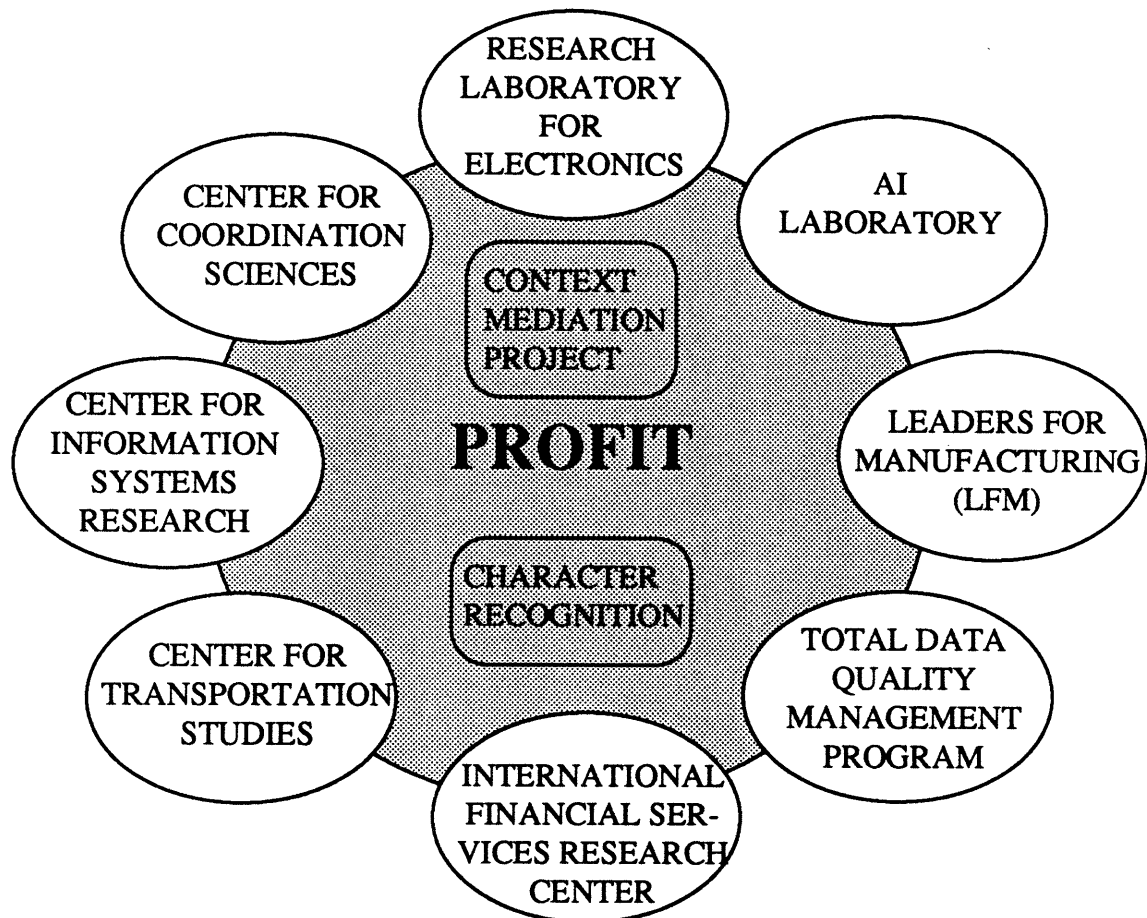 RESEARCH
LABORATORY
FOR
ELECTRONICS
AI
LABORATORY
CENTER FOR
COORDINATION
SCIENCES
CONTEXT
MEDIATION
PROJECT
CENTER FOR
INFORMATION
SYSTEMS
RESEARCH
PROFIT
LEADERS FOR
MANUFACTURING
(LFM)
CHARACTER
RECOGNITION
CENTER FOR
TRANSPORTATION
STUDIES
TOTAL DATA
QUALITY
MANAGEMENT
PROGRAM
INTERNATIONAL
FINANCIAL SER-
VICES RESEARCH
CENTER